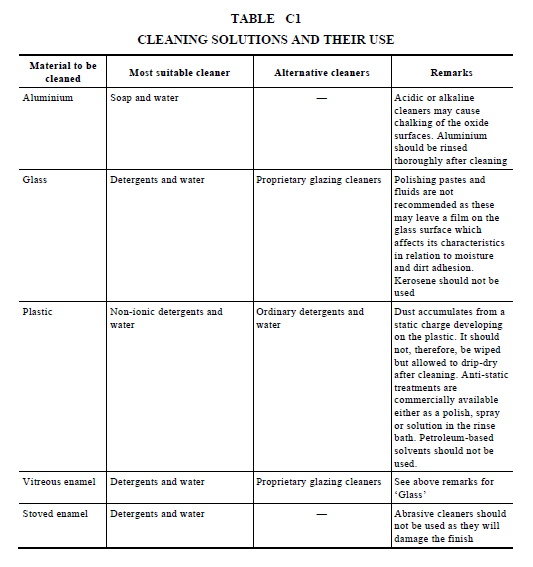 TABLE C1
CLEANING SOLUTIONS AND THEIR USE
Material to be
cleaned
Most suitable cleaner
Alternative cleaners
Remarks
Aluminium
Soap and water
—
Acidic or alkaline
cleaners may cause
chalking of the oxide
surfaces. Aluminium
should be rinsed
thoroughly after cleaning
Glass
Detergents and water
Proprietary glazing cleaners
Polishing pastes and
fluids are not
recommended as these
may leave a film on the
glass surface which
affects its characteristics
in relation to moisture
and dirt adhesion.
Kerosene should not be
used
Plastic
Non-ionic detergents and
water
Ordinary detergents and
water
Dust accumulates from a
static charge developing
on the plastic. It should
not, therefore, be wiped
but allowed to drip-dry
after cleaning. Anti-static
treatments are
commercially available
either as a polish, spray
or solution in the rinse
bath. Petroleum-based
solvents should not be
used.
Vitreous enamel
Detergents and water
Proprietary glazing cleaners
See above remarks for
‘Glass’
Stoved enamel
Detergents and water
—
Abrasive cleaners should
not be used as they will
damage the finish